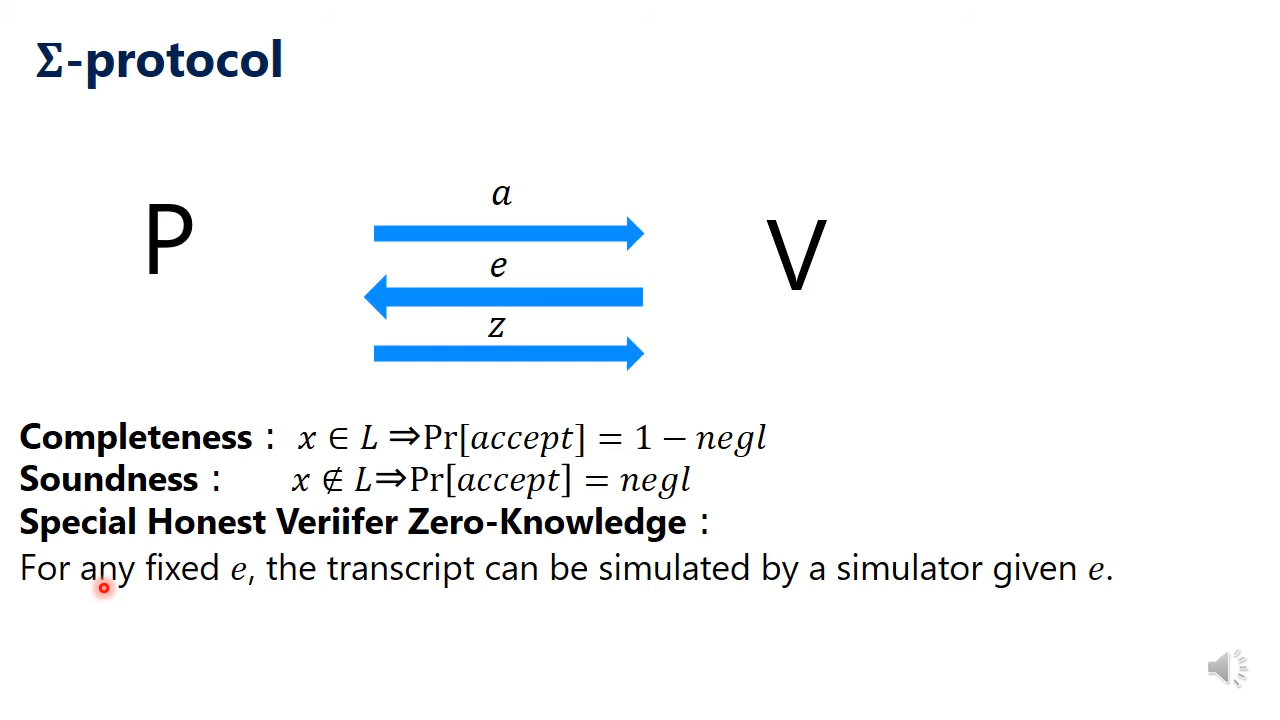 Σ-protocol
a
P
V
e
z
Completeness： x ∈ L ⇒Pr[accept] = 1 − negl
Soundness： x ∉ L⇒Pr[accept] = negl
Special Honest Veriifer Zero-Knowledge：
For any fixed e, the transcript can be simulated by a simulator given e.